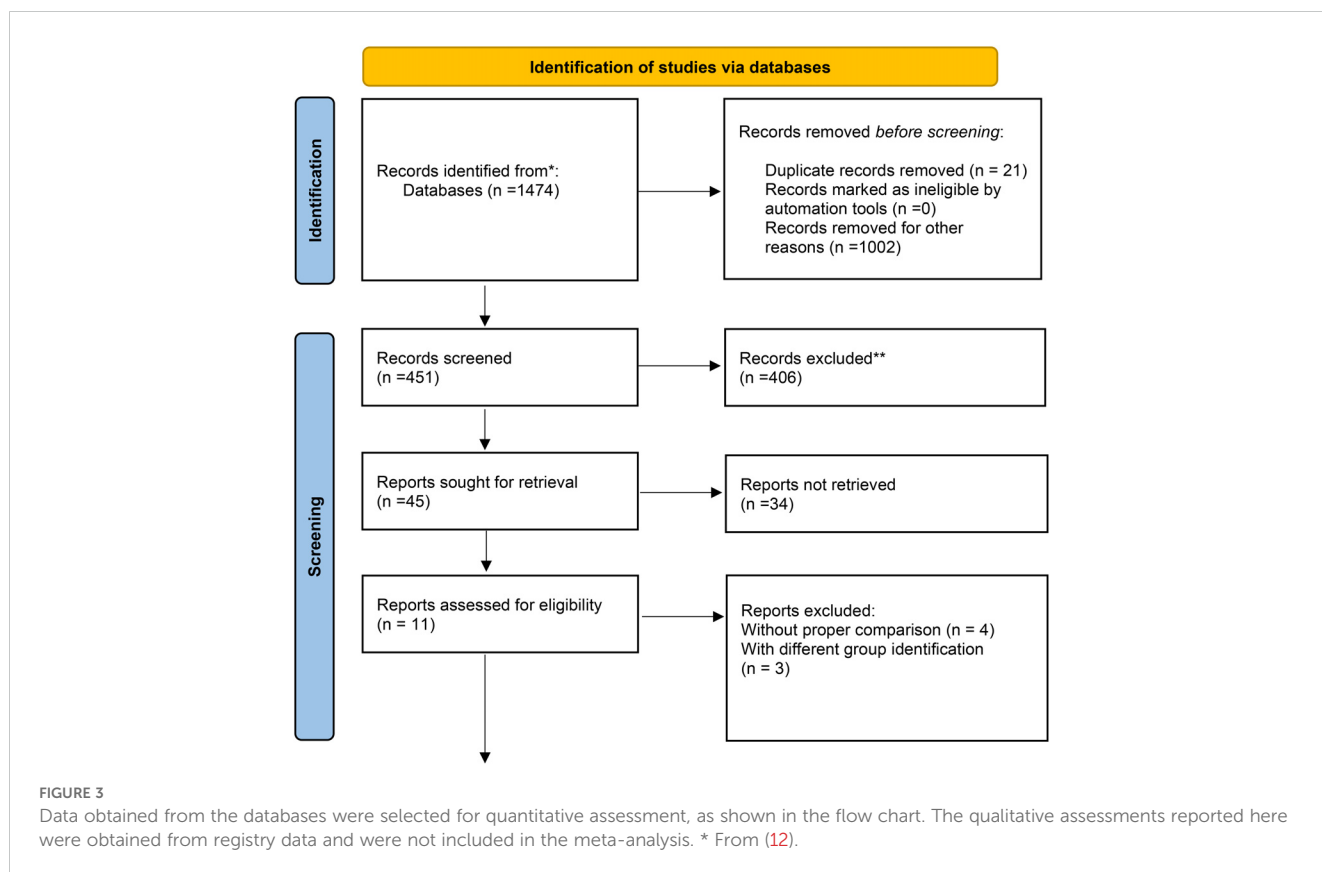 Identification of studies via databases
Identification
Records identified from*:
Databases (n =1474)
Records removed before screening:
Duplicate records removed (n = 21)
Records marked as ineligible by
automation tools (n =0)
Records removed for other
reasons (n =1002)
Screening
Records screened
(n =451)
Records excluded**
(n =406)
Reports sought for retrieval
(n =45)
Reports not retrieved
(n =34)
Reports assessed for eligibility
(n = 11)
Reports excluded:
Without proper comparison (n = 4)
With different group identification
(n = 3)
FIGURE 3
Data obtained from the databases were selected for quantitative assessment, as shown in the flow chart. The qualitative assessments reported here
were obtained from registry data and were not included in the meta-analysis. * From (12).